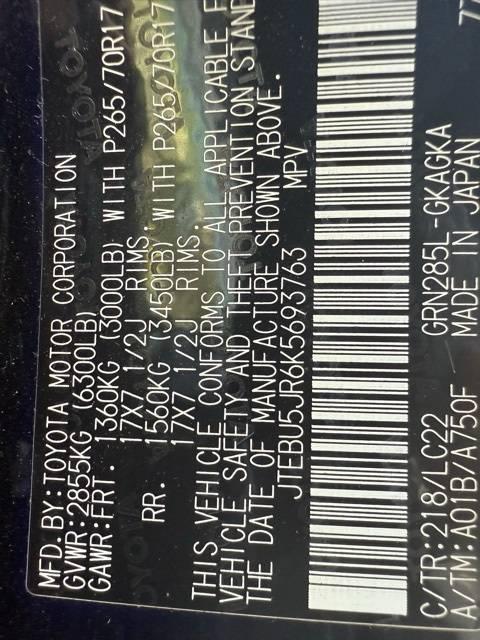 MFD.BY:TOYOTA MOTOR CORPORATION
GVWR:2855KG (6300LB)
GAWR:FRT. 1360KG (3000LB) WITH P265/70R17
17X7 1/2J RIMS,
RR. 1560KG (3450LB) WITH P265/70R17
17X7 1/2J RIMS.
THIS VEHICLE CONFORMS TO ALL APPLICABLE F
VEHICLE SAFETY AND THEFT PREVENTION STAND
THE DATE OF MANUFACTURE SHOWN ABOVE.
JTEBU5JR6K5693763 MPV
C/TR:218/LC22 GRN285L-GKAGKA
A/TM:A01B/A750F MADE IN JAPAN